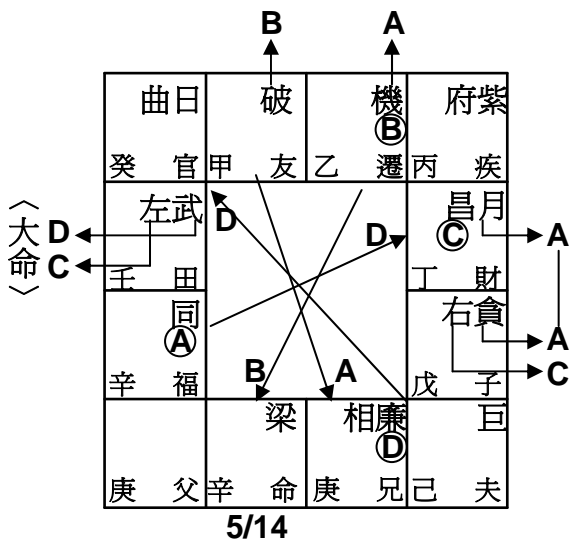 B A
曲日 破 機 府紫
Ⓑ
癸 官 甲 友 乙 遷 丙 疾
〈大命〉
D 左武 D D 昌月 A
C Ⓒ
壬 田 丁 財
同 右貪 A
Ⓐ B A C
辛 福 戊 子
梁 相廉 巨
Ⓓ
庚 父 辛 命 庚 兄 己 夫
5/14